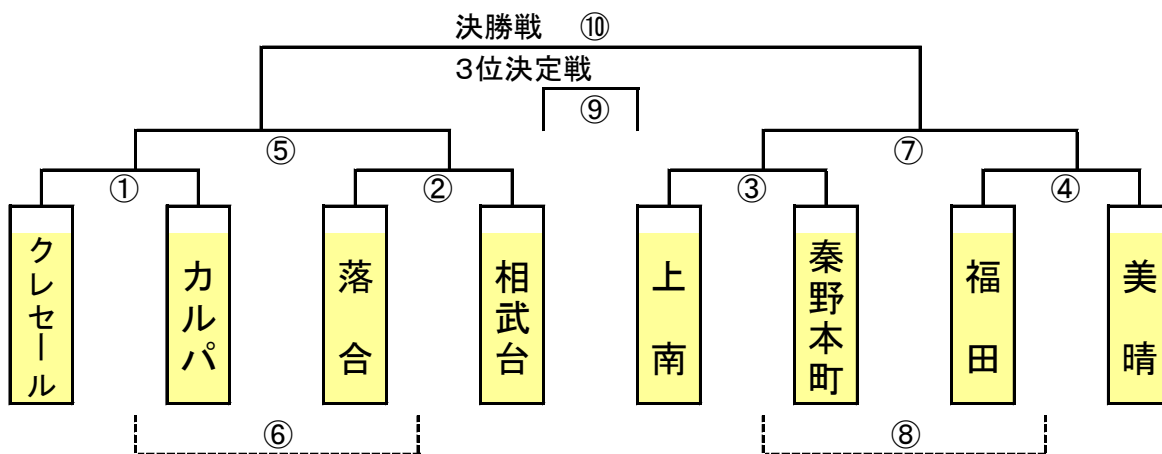 決勝戦 ⑩
3位決定戦
⑨
⑤ ⑦
① ② ③ ④
クレセール
カルパ
落合
相武台
上南
秦野本町
福田
美晴
⑥ ⑧